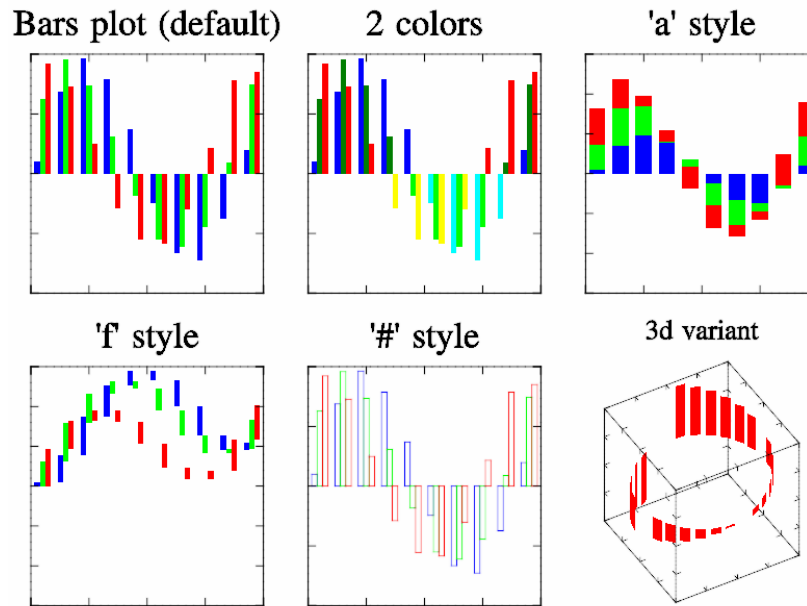 Bars plot (default)
2 colors
'a' style
'f' style
'#' style
3d variant